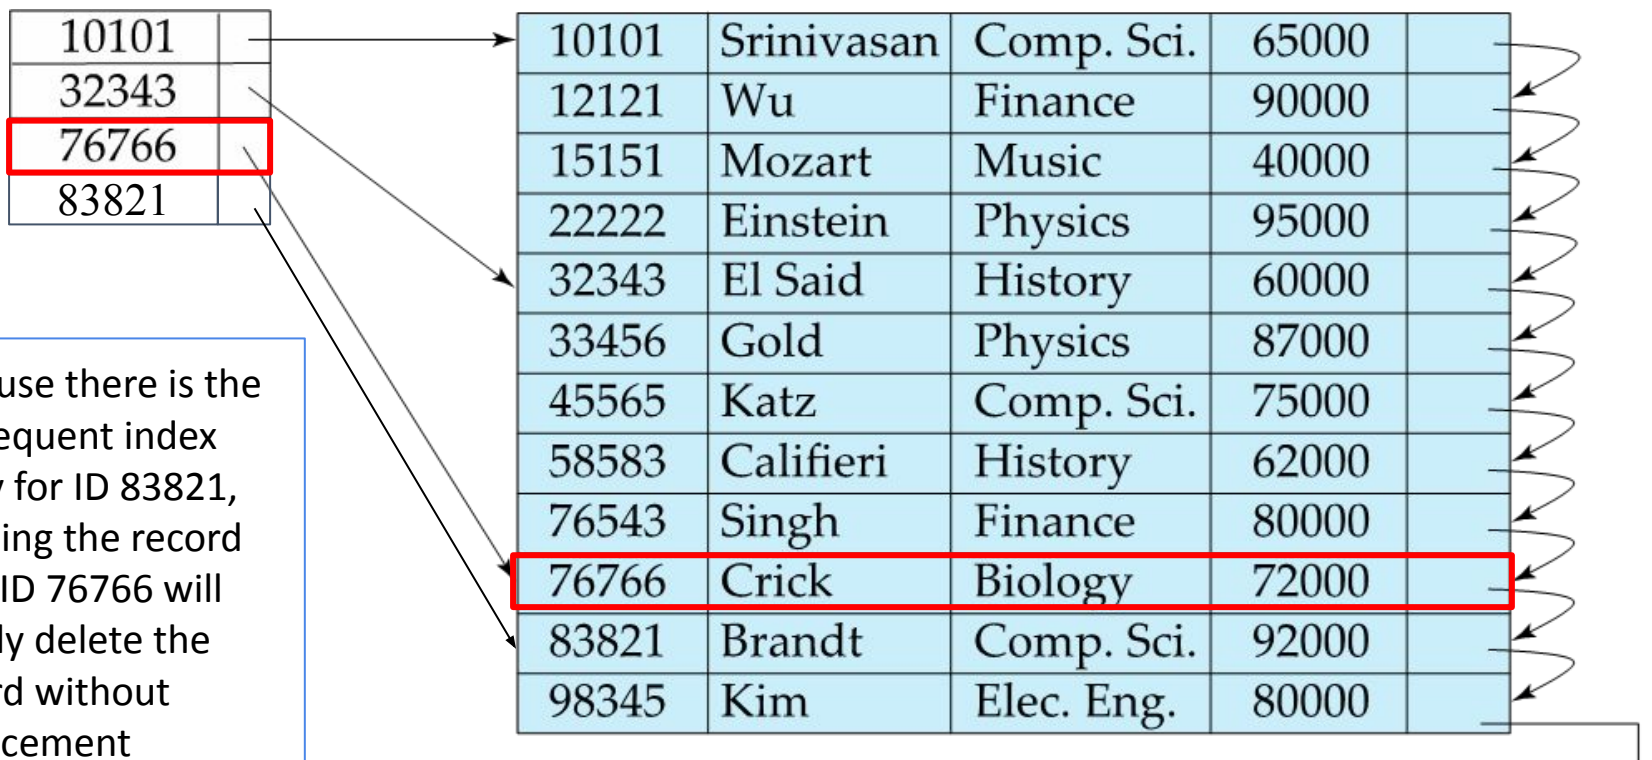 10101
32343
76766
83821
10101 Srinivasan Comp. Sci. 65000
12121 Wu Finance 90000
15151 Mozart Music 40000
22222 Einstein Physics 95000
32343 El Said History 60000
33456 Gold Physics 87000
45565 Katz Comp. Sci. 75000
58583 Califieri History 62000
76543 Singh Finance 80000
76766 Crick Biology 72000
83821 Brandt Comp. Sci. 92000
98345 Kim Elec. Eng. 80000
use there is the
equent index
for ID 83821,
ing the record
ID 76766 will
ly delete the
rd without
cement